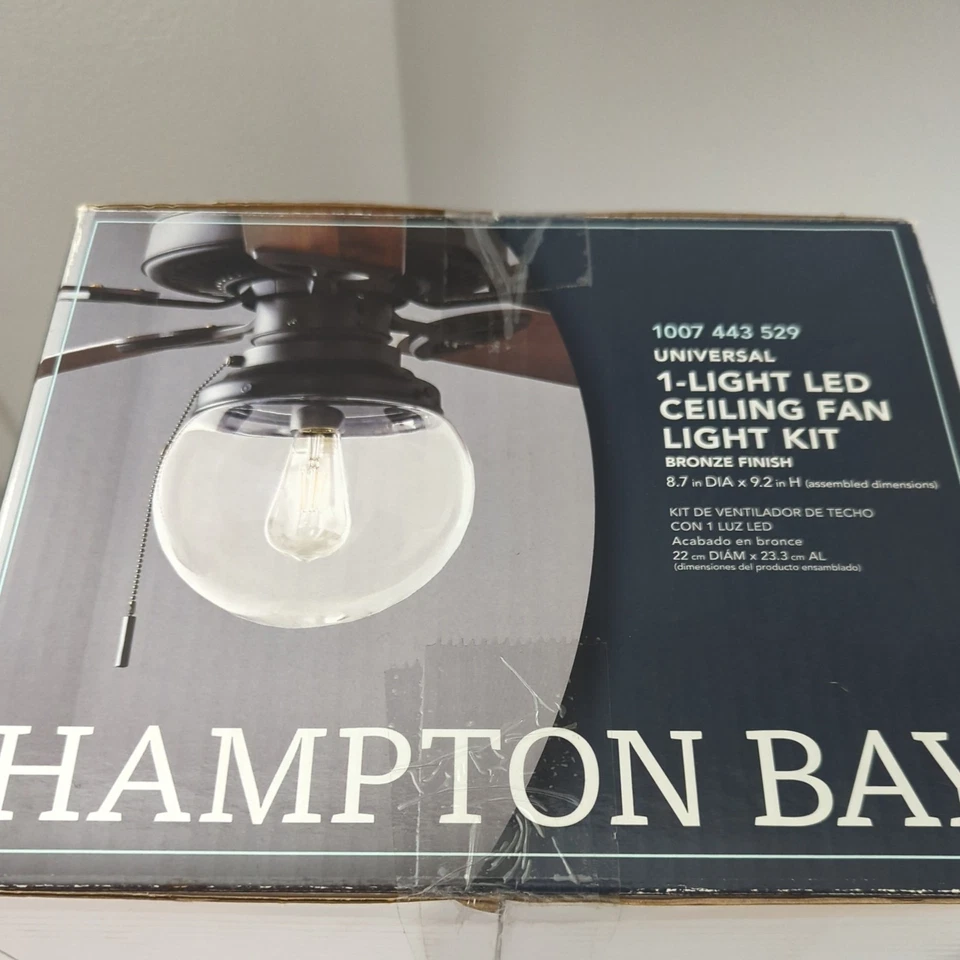 1007 443 529
UNIVERSAL
1-LIGHT LED
CEILING FAN
LIGHT KIT
BRONZE FINISH
8.7 in DIA x 9.2 in H (assembled dimensions)
KIT DE VENTILADOR DE TECHO
CON 1 LUZ LED
Acabado en bronce
22 cm DIÁM x 23.3 cm AL
(dimensiones del producto ensamblado)
HAMPTON BAY